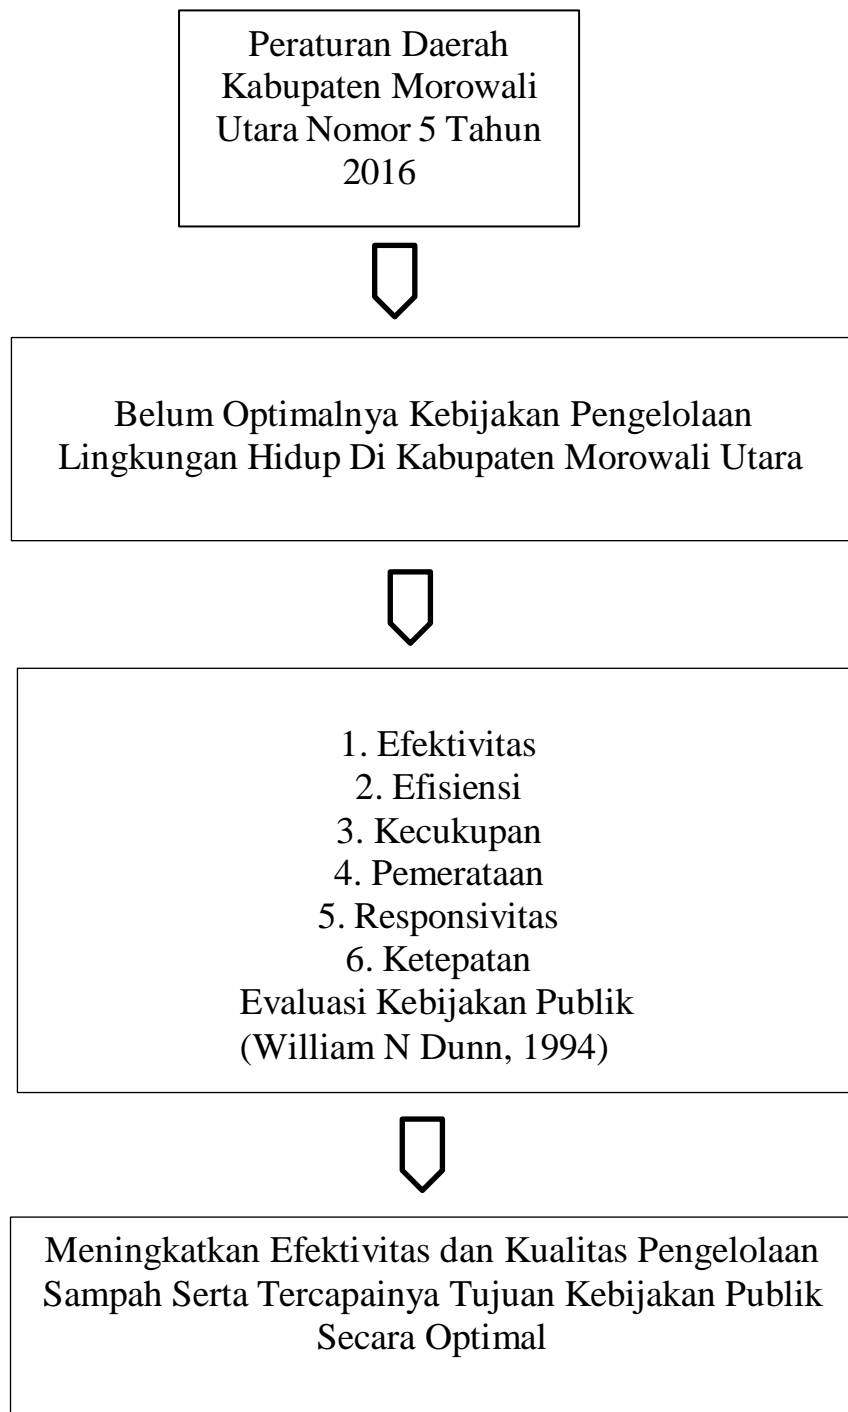 Peraturan Daerah
Kabupaten Morowali
Utara Nomor 5 Tahun
2016
Belum Optimalnya Kebijakan Pengelolaan
Lingkungan Hidup Di Kabupaten Morowali Utara
1. Efektivitas
2. Efisiensi
3. Kecukupan
4. Pemerataan
5. Responsivitas
6. Ketepatan
Evaluasi Kebijakan Publik
(William N Dunn, 1994)
Meningkatkan Efektivitas dan Kualitas Pengelolaan
Sampah Serta Tercapainya Tujuan Kebijakan Publik
Secara Optimal